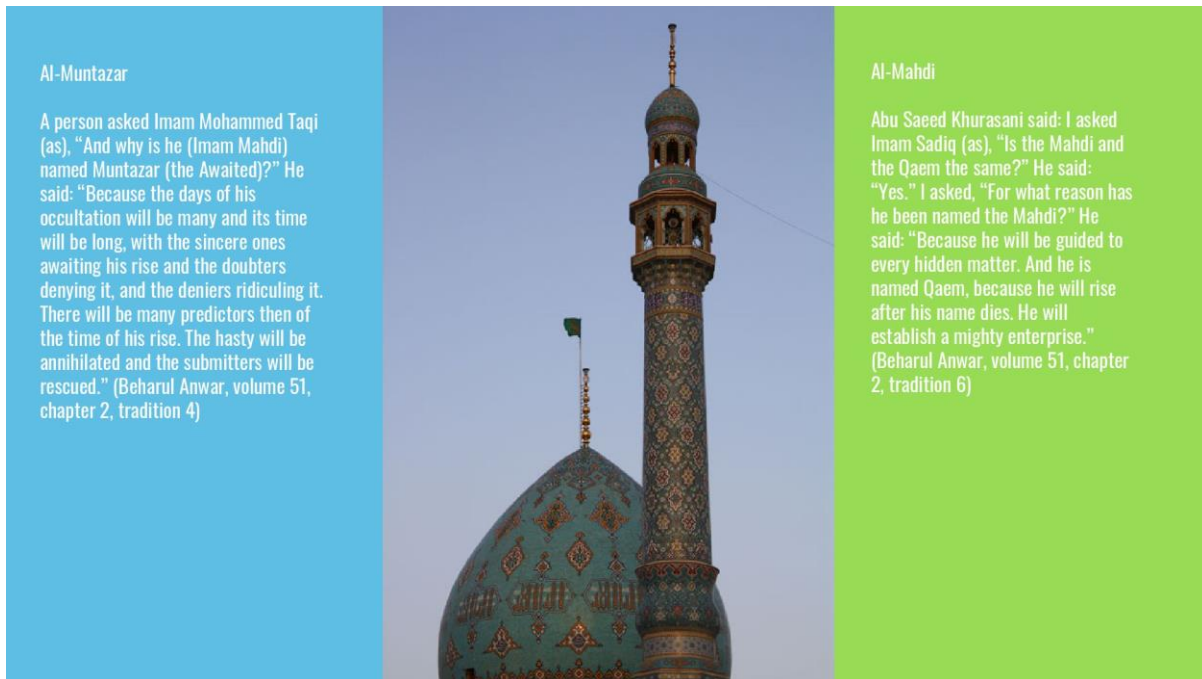 Al-Muntazar
A person asked Imam Mohammed Taqi
(as), “And why is he (Imam Mahdi)
named Muntazar (the Awaited)?” He
said: “Because the days of his
occultation will be many and its time
will be long, with the sincere ones
awaiting his rise and the doubters
denying it, and the deniers ridiculing it.
There will be many predictors then of
the time of his rise. The hasty will be
annihilated and the submitters will be
rescued.” (Beharul Anwar, volume 51,
chapter 2, tradition 4)
Al-Mahdi
Abu Saeed Khurasani said: I asked
Imam Sadiq (as), “Is the Mahdi and
the Qaem the same?” He said:
“Yes.” I asked, “For what reason has
he been named the Mahdi?” He
said: “Because he will be guided to
every hidden matter. And he is
named Qaem, because he will rise
after his name dies. He will
establish a mighty enterprise.”
(Beharul Anwar, volume 51, chapter
2, tradition 6)